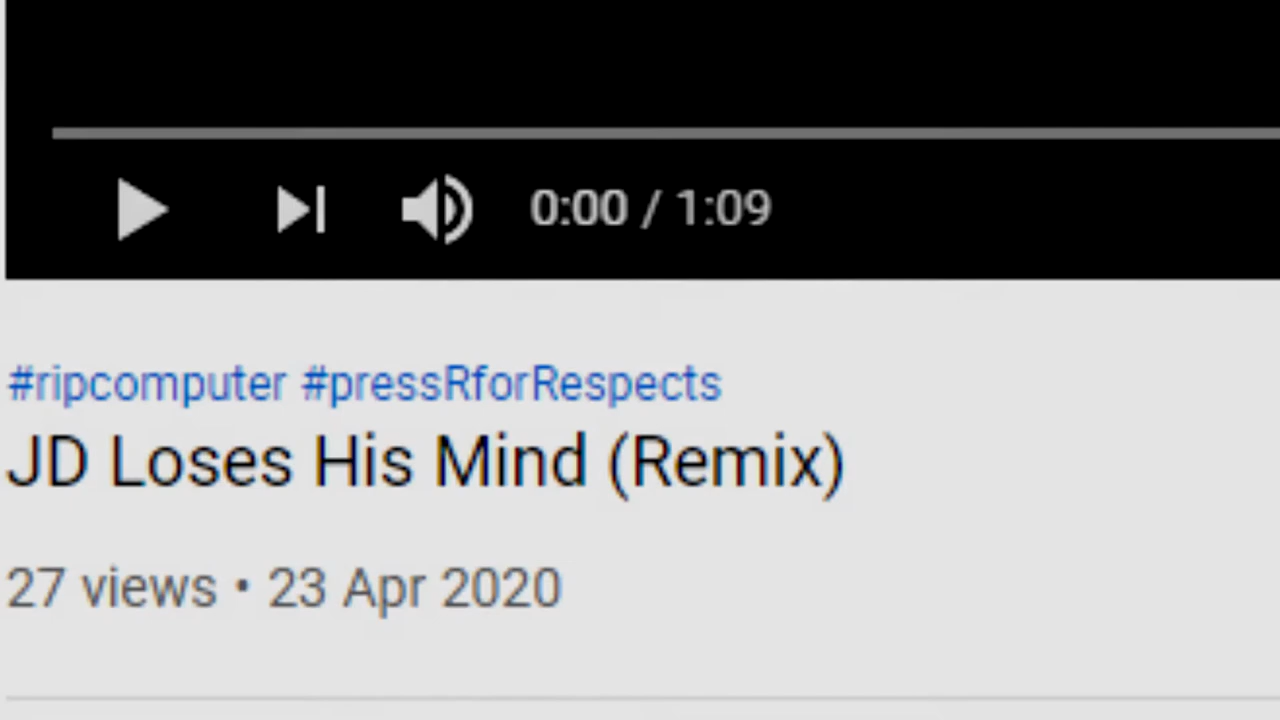 0:00 / 1:09
#ripcomputer #pressRforRespects
JD Loses His Mind (Remix)
27 views • 23 Apr 2020